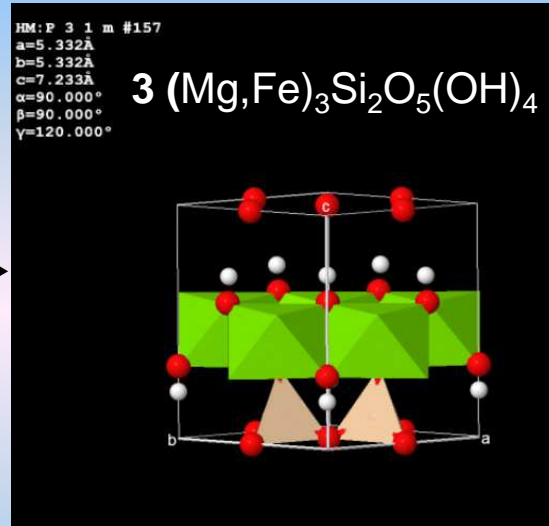 HM:P 3 1 m #157
a=5.332Å
b=5.332Å
c=7.233Å
α=90.000°
β=90.000°
γ=120.000°
3 (Mg,Fe)₃Si₂O₅(OH)₄
c
b
a